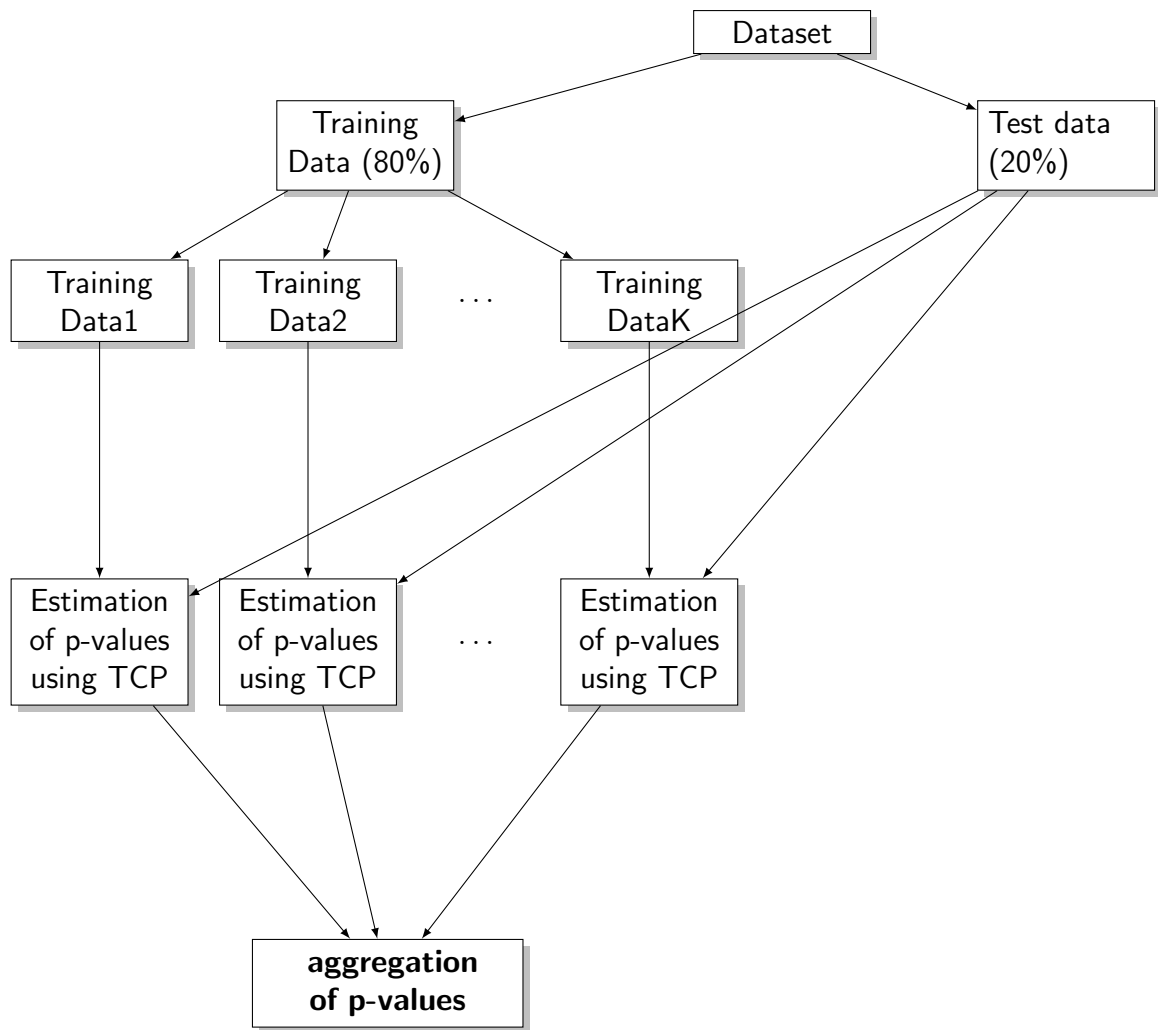 Dataset
Training
Data (80%)
Test data
(20%)
Training
Data1
Training
Data2
...
Training
DataK
Estimation
of p-values
using TCP
Estimation
of p-values
using TCP
...
Estimation
of p-values
using TCP
aggregation
of p-values